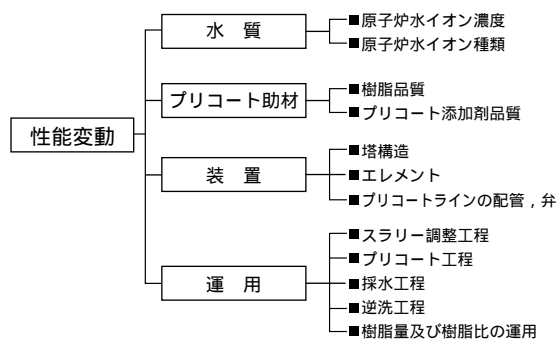 性能変動
水 質
■原子炉水イオン濃度
■原子炉水イオン種類
プリコート助材
■樹脂品質
■プリコート添加剤品質
装 置
■塔構造
■エレメント
■プリコートラインの配管，弁
運 用
■スラリー調整工程
■プリコート工程
■採水工程
■逆洗工程
■樹脂量及び樹脂比の運用